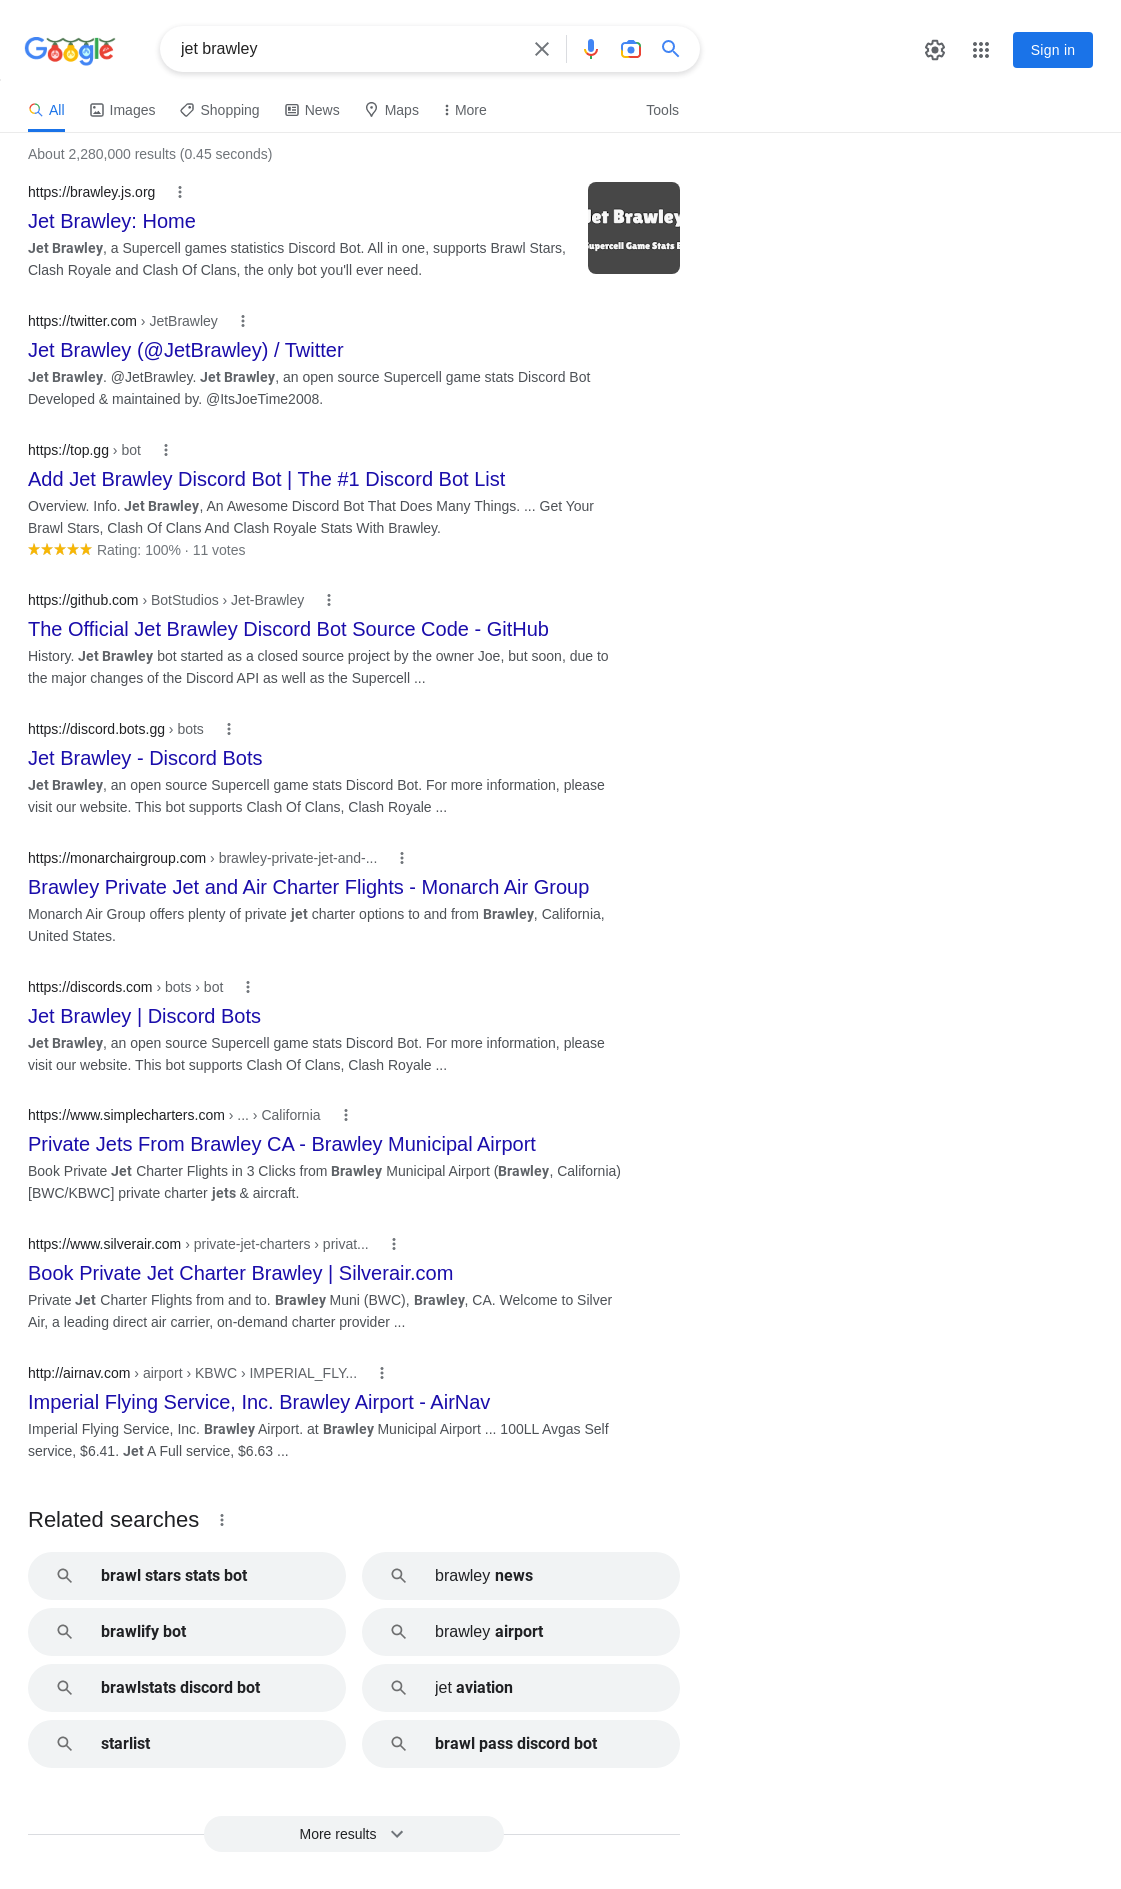 Google
jet brawley
Sign in
All Images Shopping News Maps More Tools
About 2,280,000 results (0.45 seconds)
https://brawley.js.org
Jet Brawley: Home
Jet Brawley, a Supercell games statistics Discord Bot. All in one, supports Brawl Stars,
Clash Royale and Clash Of Clans, the only bot you'll ever need.
Jet Brawley
Supercell Game Stats B
https://twitter.com › JetBrawley
Jet Brawley (@JetBrawley) / Twitter
Jet Brawley. @JetBrawley. Jet Brawley, an open source Supercell game stats Discord Bot
Developed & maintained by. @ItsJoeTime2008.
https://top.gg › bot
Add Jet Brawley Discord Bot | The #1 Discord Bot List
Overview. Info. Jet Brawley, An Awesome Discord Bot That Does Many Things. ... Get Your
Brawl Stars, Clash Of Clans And Clash Royale Stats With Brawley.
Rating: 100% · 11 votes
https://github.com › BotStudios › Jet-Brawley
The Official Jet Brawley Discord Bot Source Code - GitHub
History. Jet Brawley bot started as a closed source project by the owner Joe, but soon, due to
the major changes of the Discord API as well as the Supercell ...
https://discord.bots.gg › bots
Jet Brawley - Discord Bots
Jet Brawley, an open source Supercell game stats Discord Bot. For more information, please
visit our website. This bot supports Clash Of Clans, Clash Royale ...
https://monarchairgroup.com › brawley-private-jet-and-...
Brawley Private Jet and Air Charter Flights - Monarch Air Group
Monarch Air Group offers plenty of private jet charter options to and from Brawley, California,
United States.
https://discords.com › bots › bot
Jet Brawley | Discord Bots
Jet Brawley, an open source Supercell game stats Discord Bot. For more information, please
visit our website. This bot supports Clash Of Clans, Clash Royale ...
https://www.simplecharters.com › ... › California
Private Jets From Brawley CA - Brawley Municipal Airport
Book Private Jet Charter Flights in 3 Clicks from Brawley Municipal Airport (Brawley, California)
[BWC/KBWC] private charter jets & aircraft.
https://www.silverair.com › private-jet-charters › privat...
Book Private Jet Charter Brawley | Silverair.com
Private Jet Charter Flights from and to. Brawley Muni (BWC), Brawley, CA. Welcome to Silver
Air, a leading direct air carrier, on-demand charter provider ...
http://airnav.com › airport › KBWC › IMPERIAL_FLY...
Imperial Flying Service, Inc. Brawley Airport - AirNav
Imperial Flying Service, Inc. Brawley Airport. at Brawley Municipal Airport ... 100LL Avgas Self
service, $6.41. Jet A Full service, $6.63 ...
Related searches
brawl stars stats bot
brawley news
brawlify bot
brawley airport
brawlstats discord bot
jet aviation
starlist
brawl pass discord bot
More results